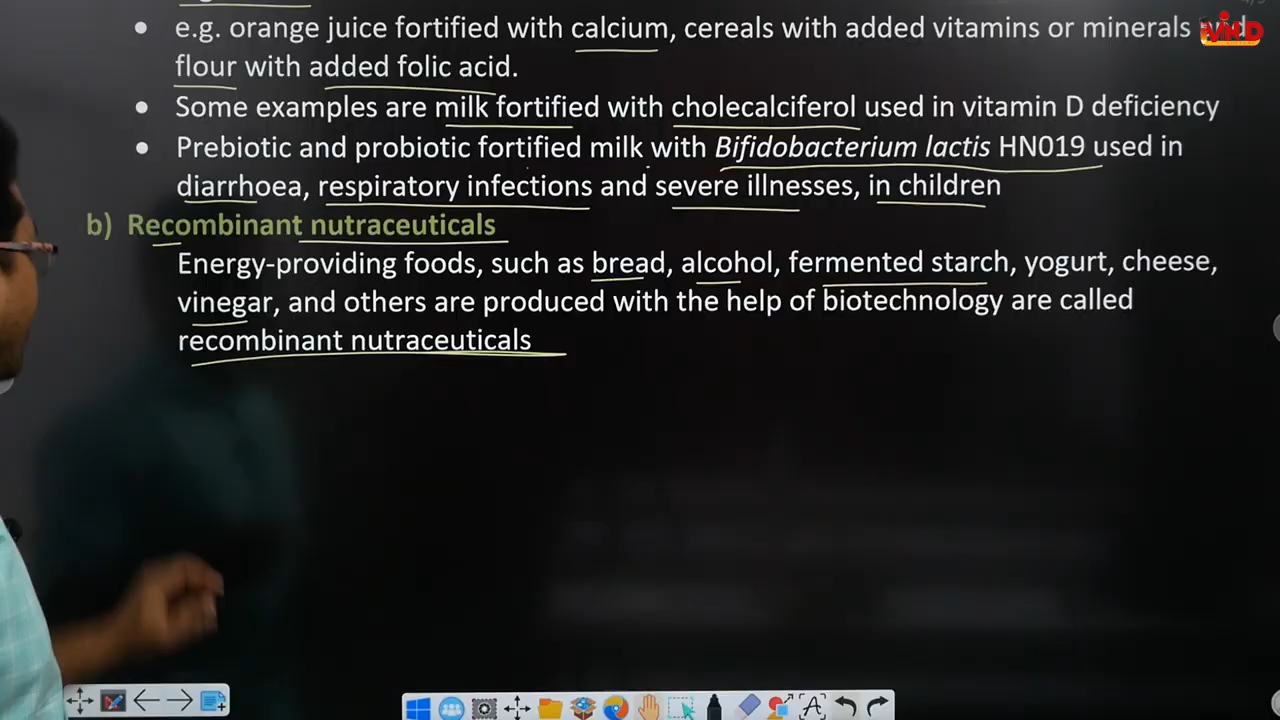 e.g. orange juice fortified with calcium, cereals with added vitamins or minerals
flour with added folic acid.
Some examples are milk fortified with cholecalciferol used in vitamin D deficiency
Prebiotic and probiotic fortified milk with Bifidobacterium lactis HN019 used in
diarrhoea, respiratory infections and severe illnesses, in children
b) Recombinant nutraceuticals
Energy-providing foods, such as bread, alcohol, fermented starch, yogurt, cheese,
vinegar, and others are produced with the help of biotechnology are called
recombinant nutraceuticals